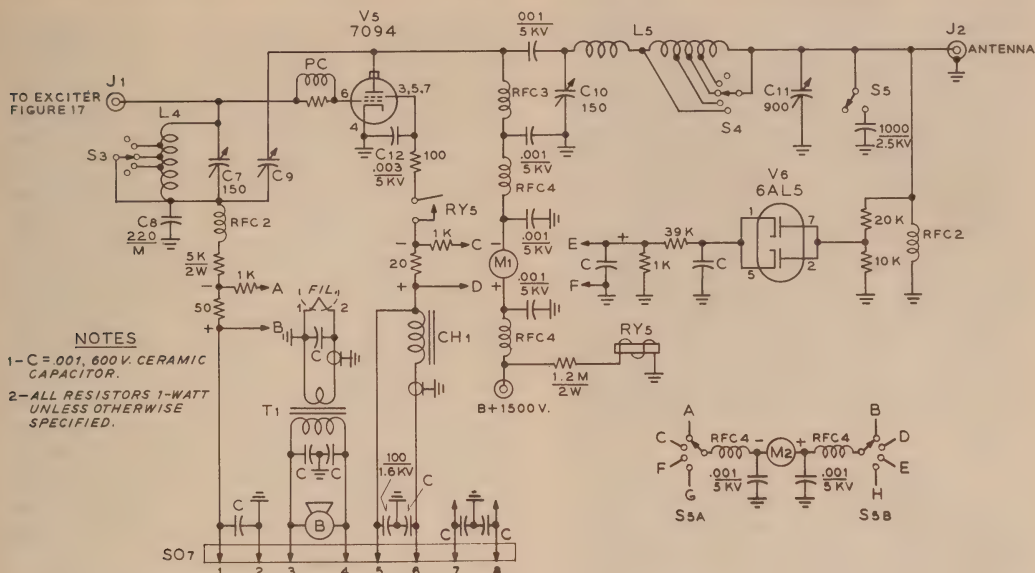 V5
7094
.001
5 KV
L5
J2
ANTENNA
J1
TO EXCITER
FIGURE 17
PC
6
3,5,7
4
L4
S3
C7
150
C9
C12
.003
5KV
100
RFC3
C10
150
.001
5KV
S4
C11
900
S5
1000
2.5KV
C8
220
M
RFC2
RY5
RFC4
V6
6AL5
1
7
5
2
20K
10K
RFC2
5K
2W
1K
A
50
B
1K
C
20
D
M1
.001
5KV
.001
5KV
E
F
C
39K
1K
C
FIL.
1
2
C
CH1
RFC4
RY5
1.2M
2W
B+1500V.
NOTES
1-C=.001, 600V. CERAMIC
CAPACITOR.
2-ALL RESISTORS 1-WATT
UNLESS OTHERWISE
SPECIFIED.
T1
C
C
B
100
1.6KV
C
C
C
C
A
C
F
G
S5A
RFC4
M2
RFC4
.001
5KV
.001
5KV
B
D
E
H
S5B
SO7
1
2
3
4
5
6
7
8